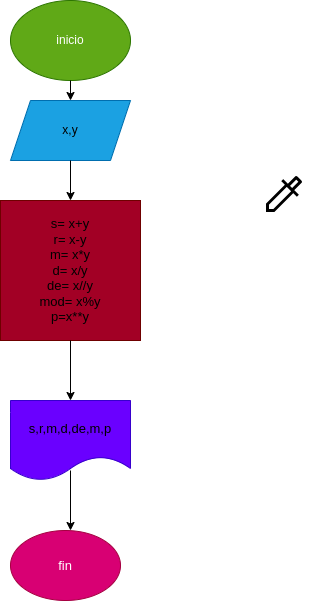 inicio
x,y
s= x+y
r= x-y
m= x*y
d= x/y
de= x//y
mod= x%y
p=x**y
s,r,m,d,de,m,p
fin